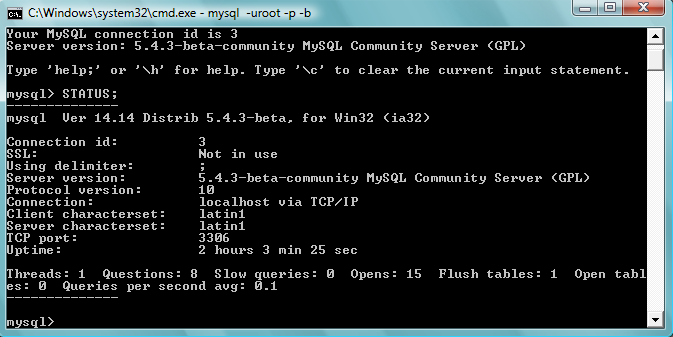 C:\Windows\system32\cmd.exe - mysql -uroot -p -b
Your MySQL connection id is 3
Server version: 5.4.3-beta-community MySQL Community Server (GPL)
Type 'help;' or '\h' for help. Type '\c' to clear the current input statement.
mysql> STATUS;
--------------
mysql  Ver 14.14 Distrib 5.4.3-beta, for Win32 (ia32)
Connection id:          3
SSL:                    Not in use
Using delimiter:        ;
Server version:         5.4.3-beta-community MySQL Community Server (GPL)
Protocol version:       10
Connection:             localhost via TCP/IP
Client characterset:    latin1
Server characterset:    latin1
TCP port:               3306
Uptime:                 2 hours 3 min 25 sec
Threads: 1  Questions: 8  Slow queries: 0  Opens: 15  Flush tables: 1  Open tabl
es: 0  Queries per second avg: 0.1
--------------
mysql>